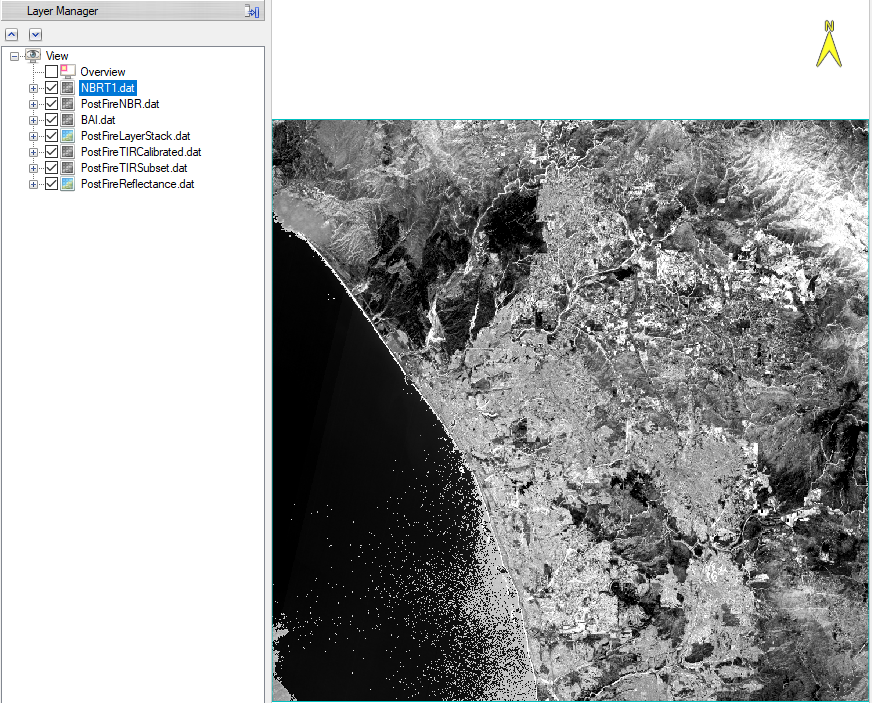 Layer Manager
N
View
Overview
NBRT1.dat
PostFireNBR.dat
BAI.dat
PostFireLayerStack.dat
PostFireTIRCalibrated.dat
PostFireTIRSubset.dat
PostFireReflectance.dat